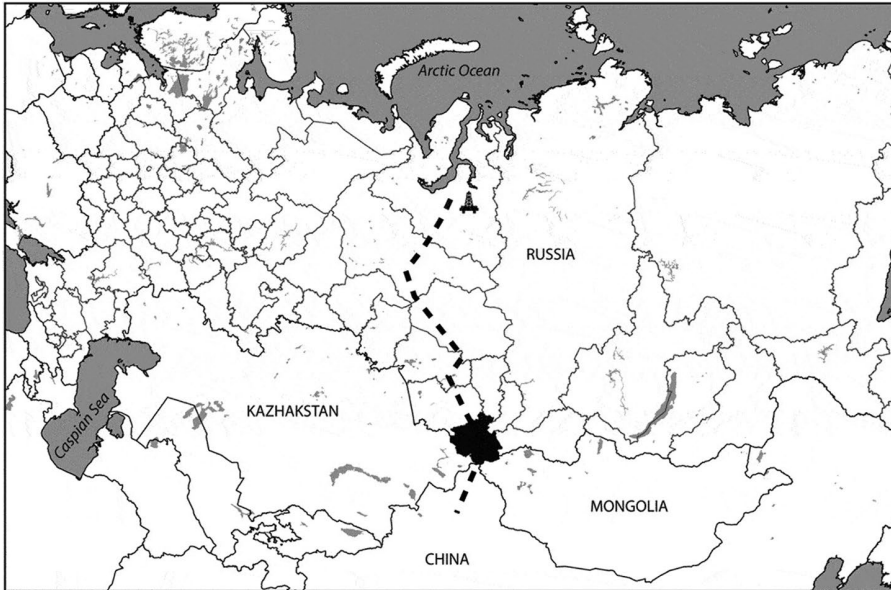 Arctic Ocean
RUSSIA
KAZHAKSTAN
Caspian Sea
MONGOLIA
CHINA